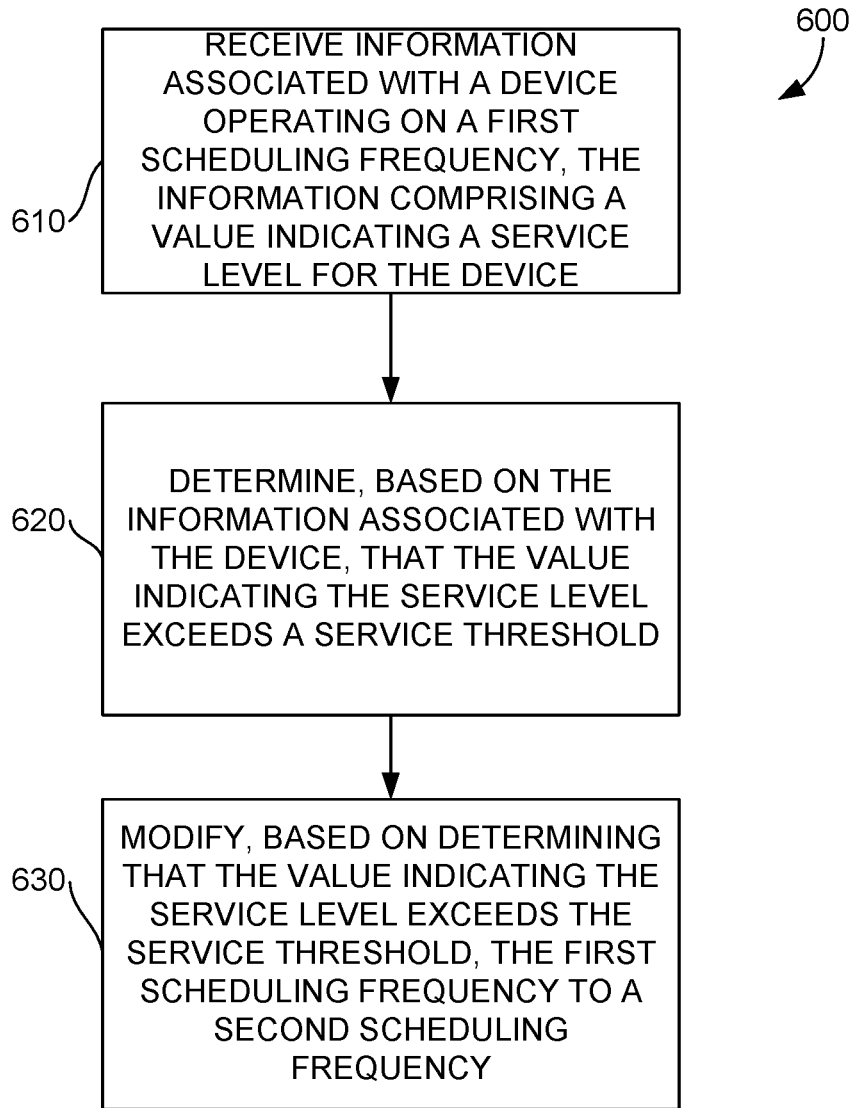 600
RECEIVE INFORMATION
ASSOCIATED WITH A DEVICE
OPERATING ON A FIRST
SCHEDULING FREQUENCY, THE
INFORMATION COMPRISING A
VALUE INDICATING A SERVICE
LEVEL FOR THE DEVICE
610
DETERMINE, BASED ON THE
INFORMATION ASSOCIATED WITH
THE DEVICE, THAT THE VALUE
INDICATING THE SERVICE LEVEL
EXCEEDS A SERVICE THRESHOLD
620
MODIFY, BASED ON DETERMINING
THAT THE VALUE INDICATING THE
SERVICE LEVEL EXCEEDS THE
SERVICE THRESHOLD, THE FIRST
SCHEDULING FREQUENCY TO A
SECOND SCHEDULING
FREQUENCY
630